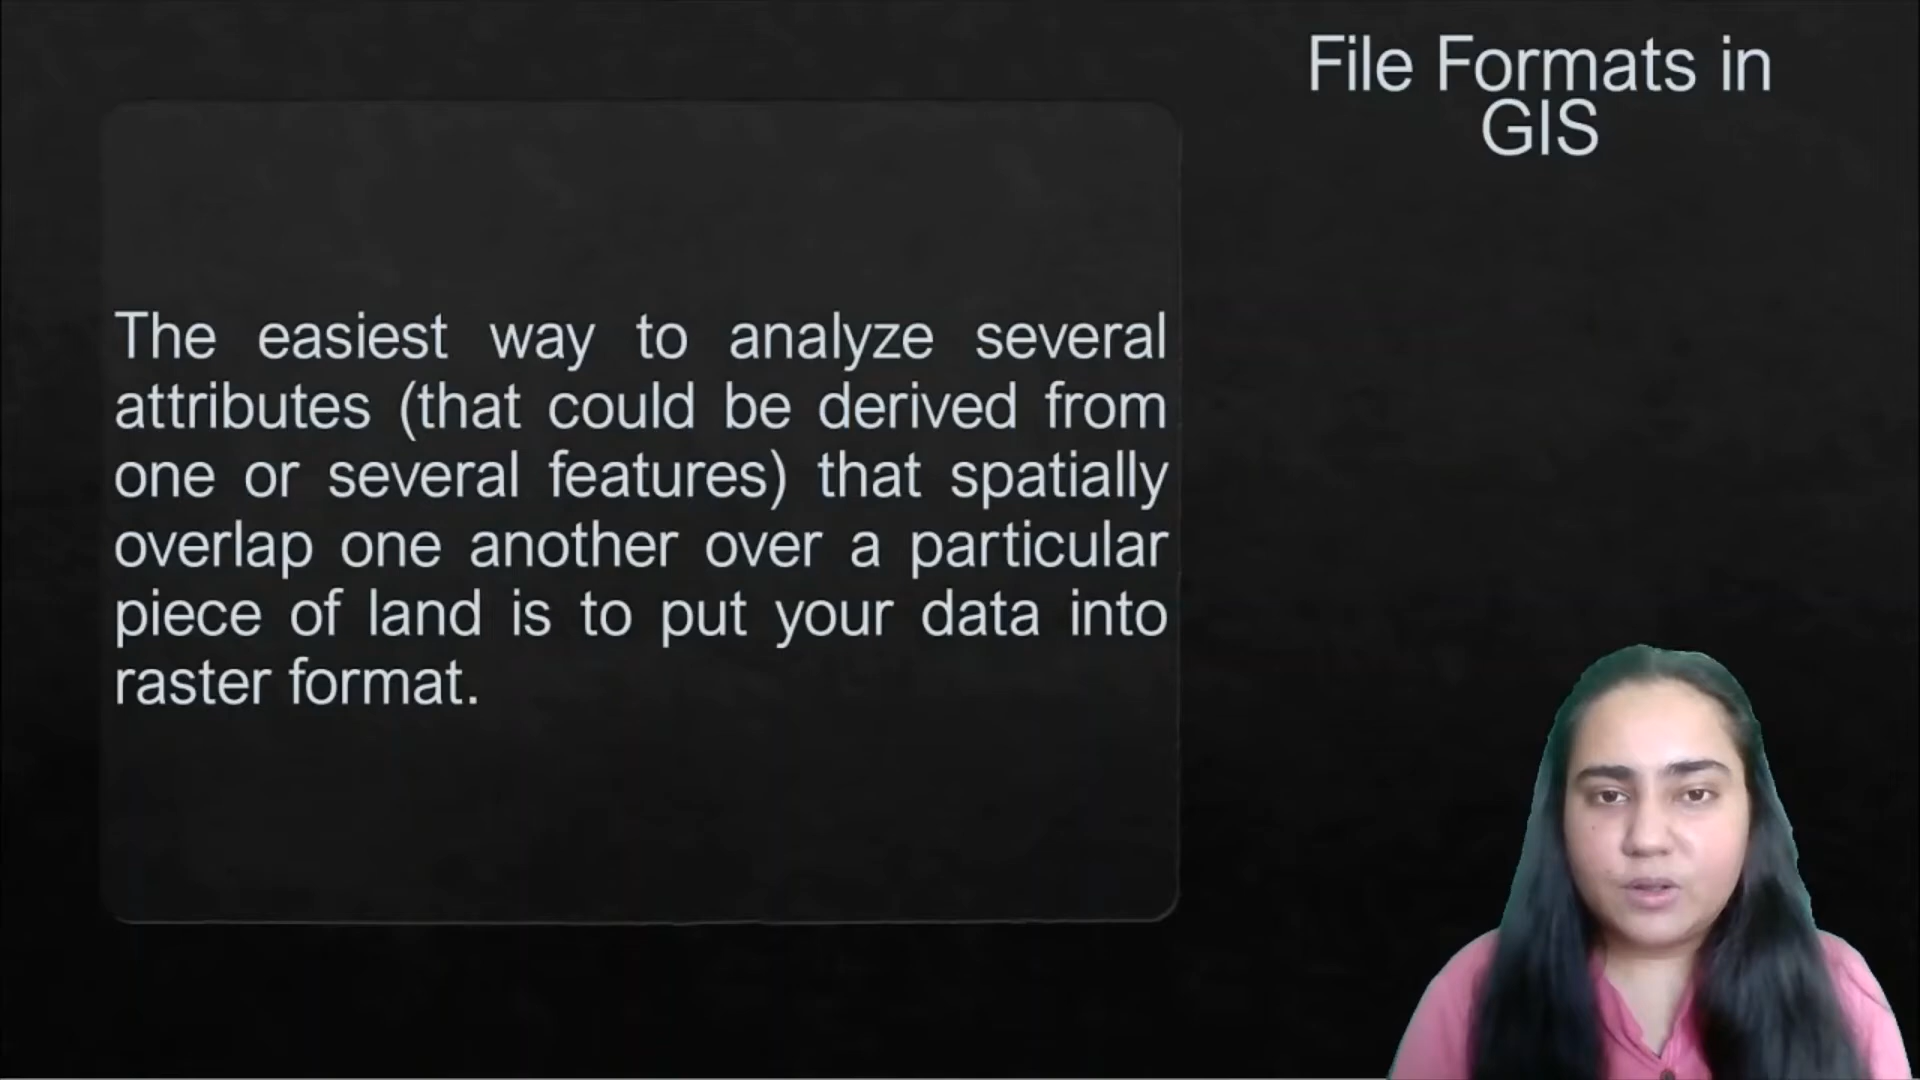 File Formats in
GIS
The easiest way to analyze several
attributes (that could be derived from
one or several features) that spatially
overlap one another over a particular
piece of land is to put your data into
raster format.